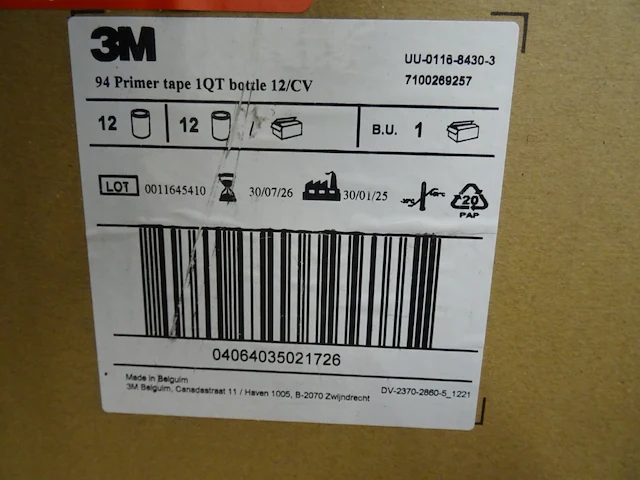 3M
UU-0116-8430-3
94 Primer tape 1QT bottle 12/CV
7100269257
12 12 / B.U. 1
LOT 0011645410 30/07/26 30/01/25
20
PAP
04064035021726
Made in Belguim
3M Belguim, Canadastraat 11 / Haven 1005, B-2070 Zwijndrecht
DV-2370-2860-5_1221